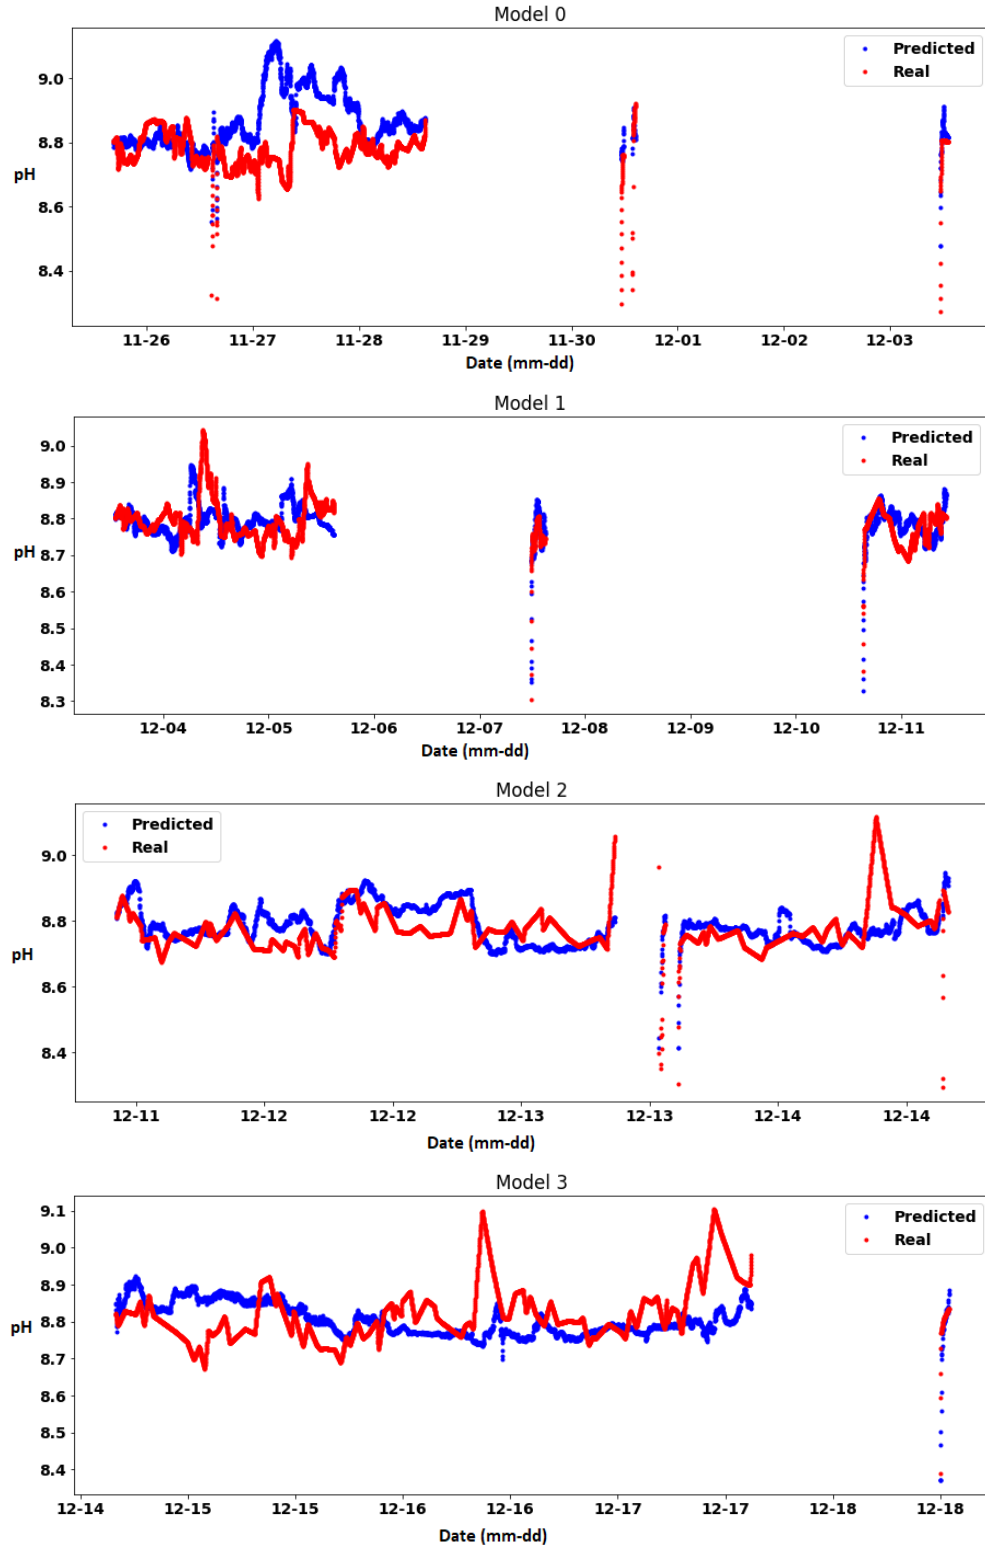 Model 0
Predicted
Real
9.0
8.8
pH
8.6
8.4
11-26 11-27 11-28 11-29 11-30 12-01 12-02 12-03
Date (mm-dd)
Model 1
Predicted
Real
9.0
8.9
8.8
8.7
pH
8.6
8.5
8.4
8.3
12-04 12-05 12-06 12-07 12-08 12-09 12-10 12-11
Date (mm-dd)
Model 2
Predicted
Real
9.0
8.8
pH
8.6
8.4
12-11 12-12 12-12 12-13 12-13 12-14 12-14
Date (mm-dd)
Model 3
Predicted
Real
9.1
9.0
8.9
8.8
pH
8.7
8.6
8.5
8.4
12-14 12-15 12-15 12-16 12-16 12-17 12-17 12-18 12-18
Date (mm-dd)